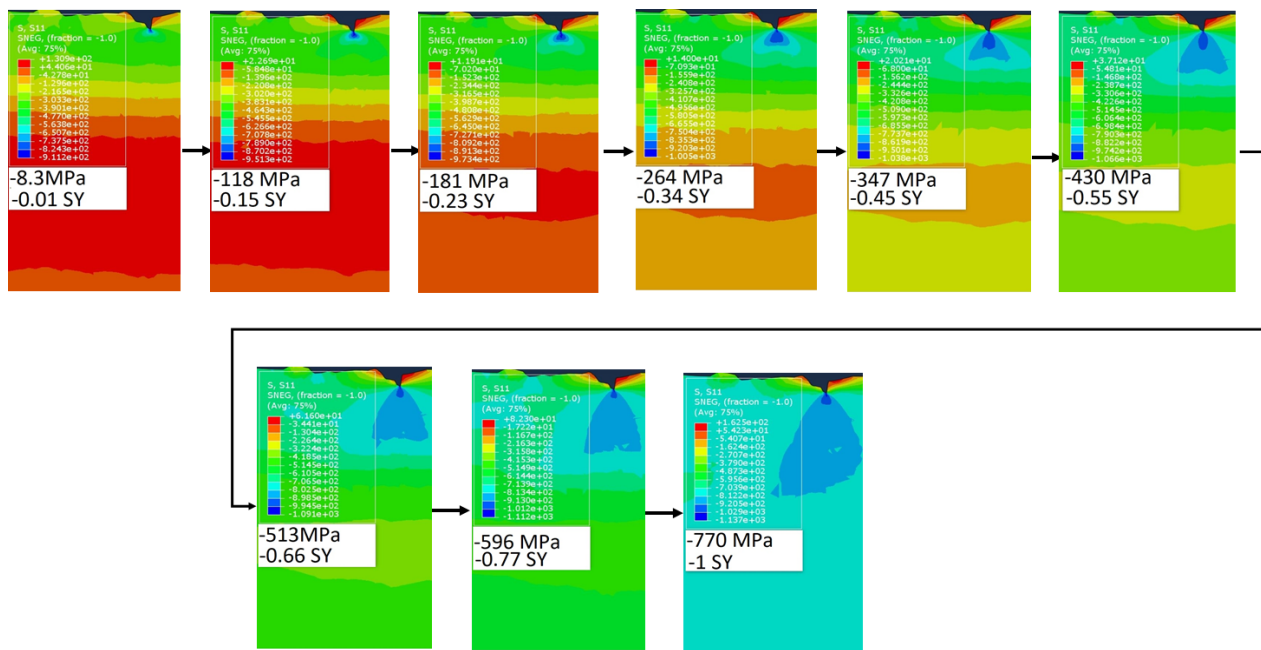 S, S11
SNEG, (fraction = -1.0)
(Avg: 75%)
+1.309e+02
+4.406e+01
-4.278e+01
-1.296e+02
-2.165e+02
-3.033e+02
-3.901e+02
-4.770e+02
-5.638e+02
-6.507e+02
-7.375e+02
-8.243e+02
-9.112e+02
-8.3MPa
-0.01 SY
S, S11
SNEG, (fraction = -1.0)
(Avg: 75%)
+2.269e+01
-5.848e+01
-1.396e+02
-2.208e+02
-3.020e+02
-3.831e+02
-4.643e+02
-5.455e+02
-6.266e+02
-7.078e+02
-7.890e+02
-8.702e+02
-9.513e+02
-118 MPa
-0.15 SY
S, S11
SNEG, (fraction = -1.0)
(Avg: 75%)
+1.191e+01
-7.020e+01
-1.523e+02
-2.344e+02
-3.165e+02
-3.987e+02
-4.808e+02
-5.629e+02
-6.450e+02
-7.271e+02
-8.092e+02
-8.913e+02
-9.734e+02
-181 MPa
-0.23 SY
S, S11
SNEG, (fraction = -1.0)
(Avg: 75%)
+1.400e+01
-7.093e+01
-1.559e+02
-2.408e+02
-3.257e+02
-4.107e+02
-4.956e+02
-5.805e+02
-6.655e+02
-7.504e+02
-8.353e+02
-9.203e+02
-1.005e+03
-264 MPa
-0.34 SY
S, S11
SNEG, (fraction = -1.0)
(Avg: 75%)
+2.021e+01
-6.800e+01
-1.562e+02
-2.444e+02
-3.326e+02
-4.208e+02
-5.090e+02
-5.973e+02
-6.855e+02
-7.737e+02
-8.619e+02
-9.501e+02
-1.038e+03
-347 MPa
-0.45 SY
S, S11
SNEG, (fraction = -1.0)
(Avg: 75%)
+3.712e+01
-5.481e+01
-1.468e+02
-2.387e+02
-3.306e+02
-4.226e+02
-5.145e+02
-6.064e+02
-6.984e+02
-7.903e+02
-8.822e+02
-9.742e+02
-1.066e+03
-430 MPa
-0.55 SY
S, S11
SNEG, (fraction = -1.0)
(Avg: 75%)
+6.160e+01
-3.441e+01
-1.304e+02
-2.264e+02
-3.224e+02
-4.185e+02
-5.145e+02
-6.105e+02
-7.065e+02
-8.025e+02
-8.985e+02
-9.945e+02
-1.091e+03
-513MPa
-0.66 SY
S, S11
SNEG, (fraction = -1.0)
(Avg: 75%)
+8.230e+01
-1.722e+01
-1.167e+02
-2.163e+02
-3.158e+02
-4.153e+02
-5.149e+02
-6.144e+02
-7.139e+02
-8.134e+02
-9.130e+02
-1.012e+03
-1.112e+03
-596 MPa
-0.77 SY
S, S11
SNEG, (fraction = -1.0)
(Avg: 75%)
+1.625e+02
+5.423e+01
-5.407e+01
-1.624e+02
-2.707e+02
-3.790e+02
-4.873e+02
-5.956e+02
-7.039e+02
-8.122e+02
-9.205e+02
-1.029e+03
-1.137e+03
-770 MPa
-1 SY